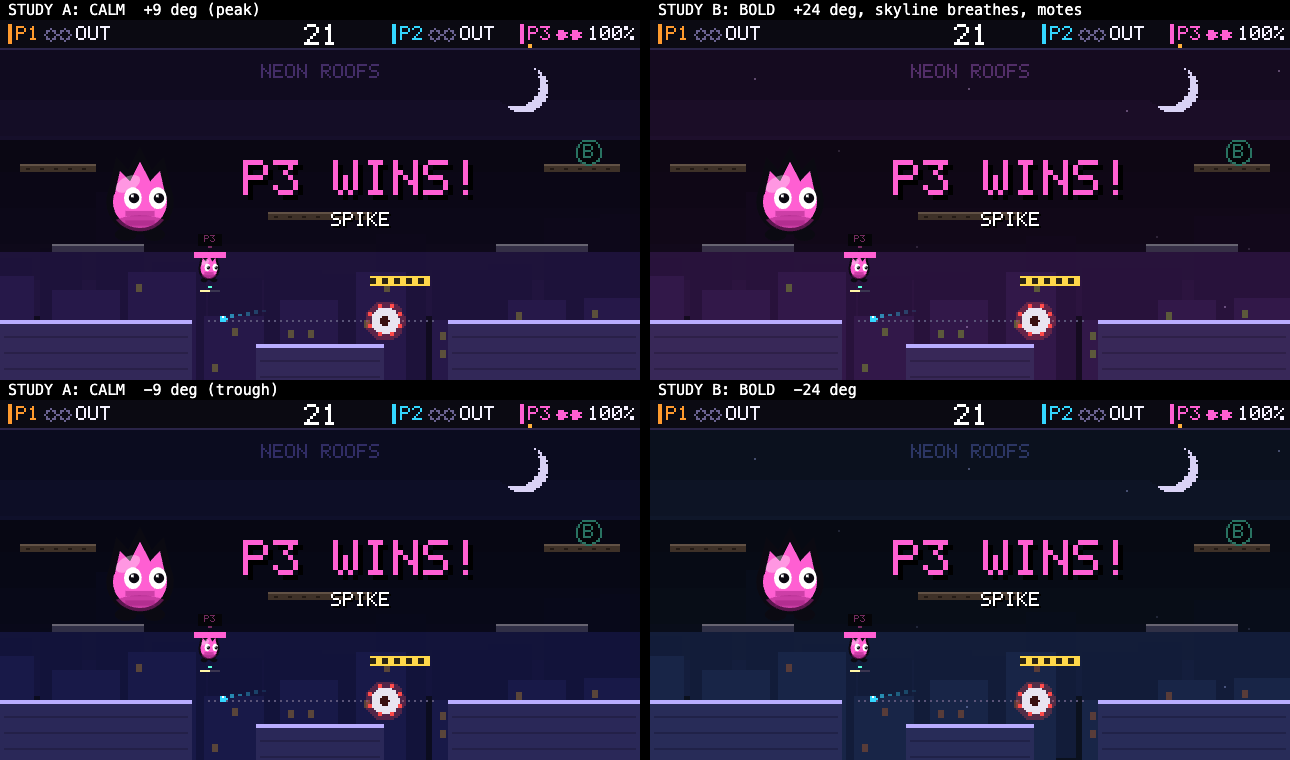 STUDY A: CALM  +9 deg (peak)
P1 OUT 21 P2 OUT P3 100%
NEON ROOFS
B
P3 WINS!
SPIKE
P3
STUDY B: BOLD  +24 deg, skyline breathes, motes
P1 OUT 21 P2 OUT P3 100%
NEON ROOFS
B
P3 WINS!
SPIKE
P3
STUDY A: CALM  −9 deg (trough)
P1 OUT 21 P2 OUT P3 100%
NEON ROOFS
B
P3 WINS!
SPIKE
P3
STUDY B: BOLD  −24 deg
P1 OUT 21 P2 OUT P3 100%
NEON ROOFS
B
P3 WINS!
SPIKE
P3